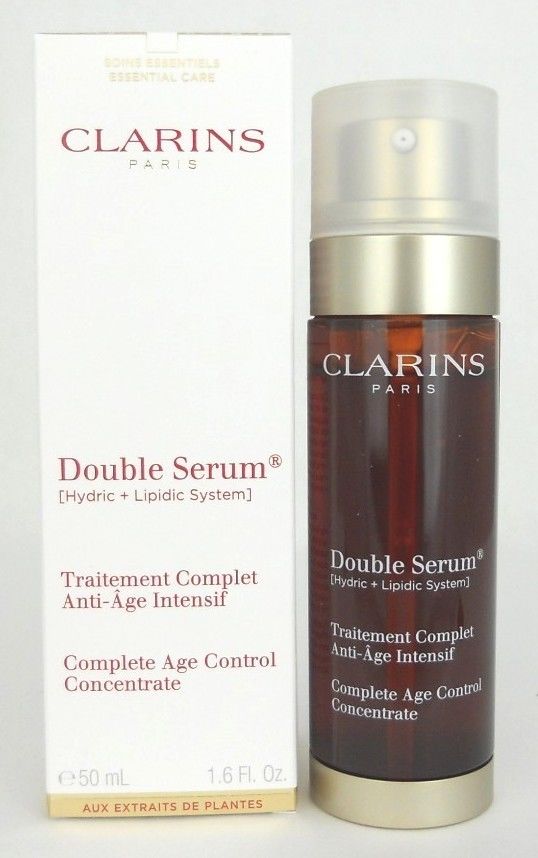 SOINS ESSENTIELS
ESSENTIAL CARE
CLARINS
PARIS
Double Serum®
[Hydric + Lipidic System]
Traitement Complet
Anti-Âge Intensif
Complete Age Control
Concentrate
℮50 mL 1.6 Fl. Oz.
AUX EXTRAITS DE PLANTES
CLARINS
PARIS
Double Serum®
[Hydric + Lipidic System]
Traitement Complet
Anti-Âge Intensif
Complete Age Control
Concentrate